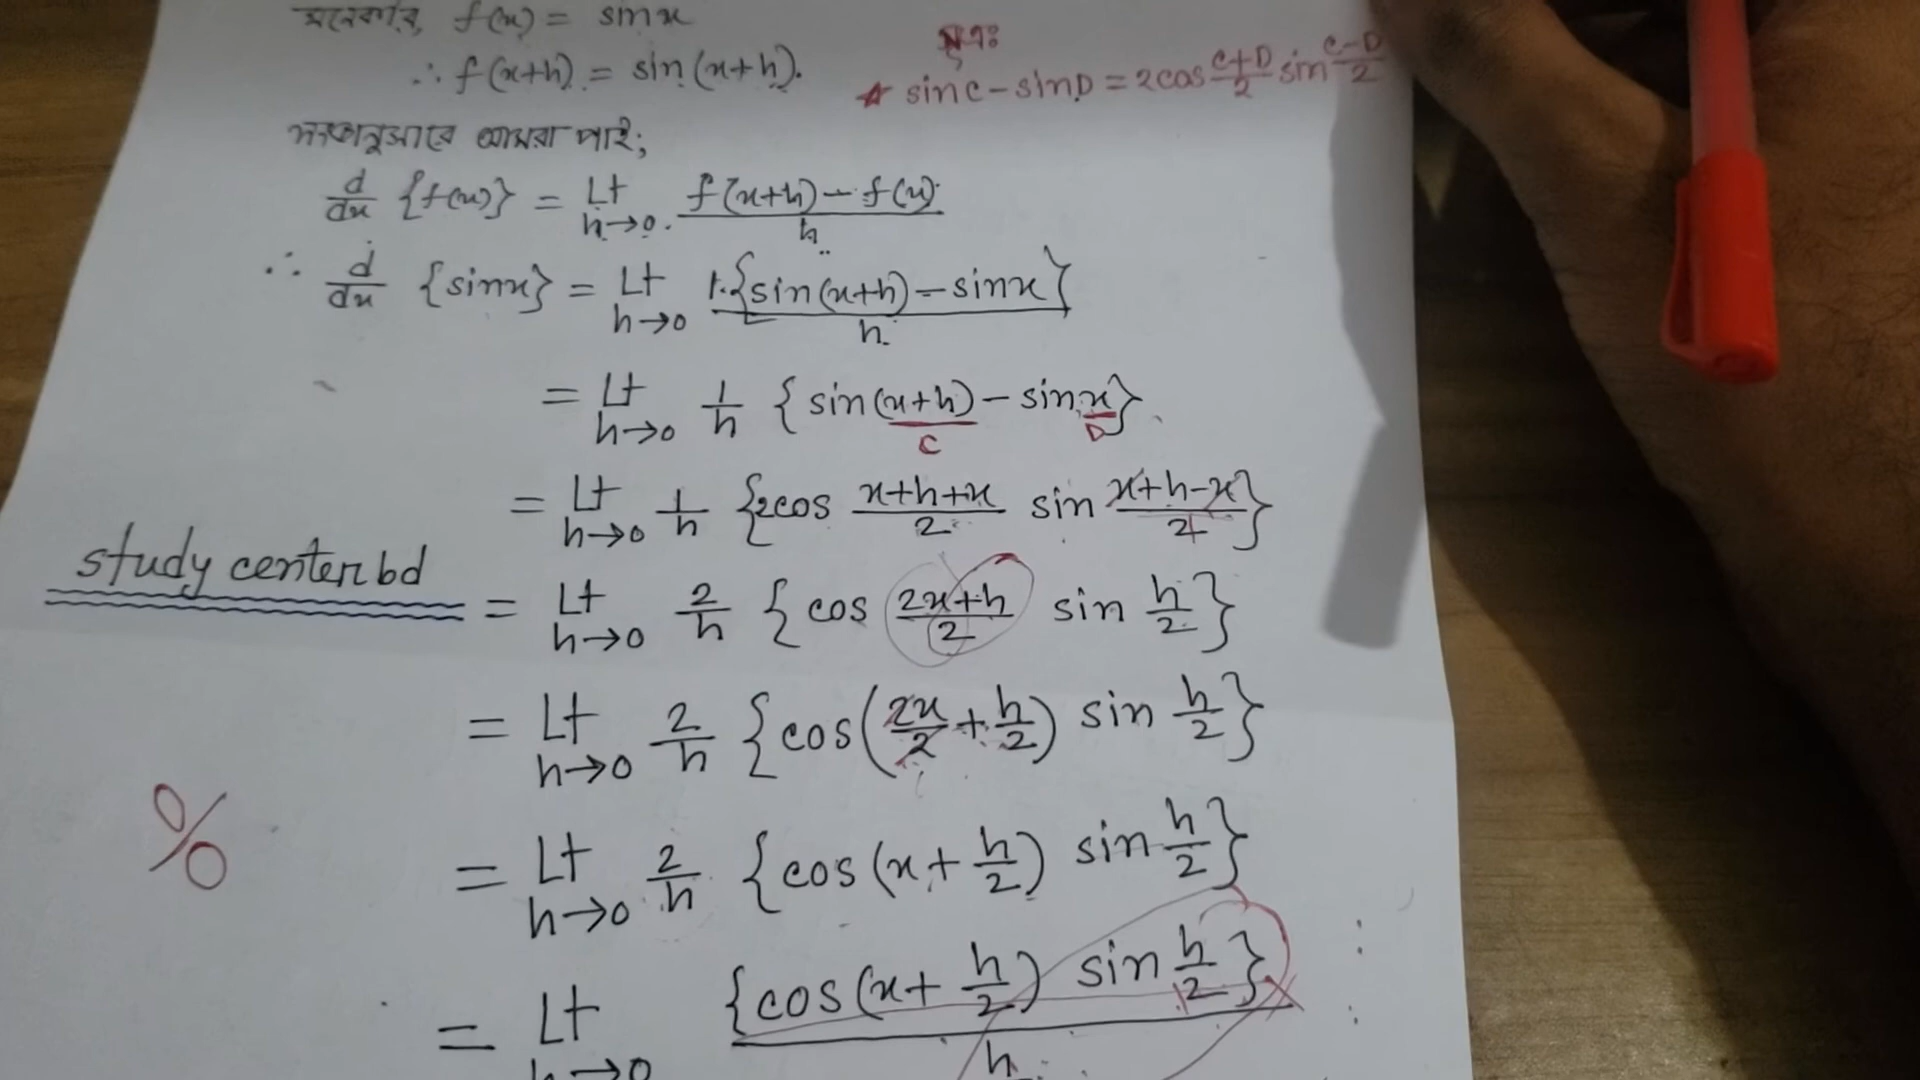 মনেকরি, f(x) = sinx
∴ f(x+h) = sin(x+h).
সূত্রঃ
★ sinC - sinD = 2cos (C+D)/2 sin (C-D)/2
সংজ্ঞানুসারে আমরা পাই;
d/dx {f(x)} = Lt h→0 (f(x+h) - f(x))/h
∴ d/dx {sinx} = Lt h→0 1.{sin(x+h) - sinx}/h
= Lt h→0 1/h {sin(x+h) - sinx}
C D
= Lt h→0 1/h {2cos (x+h+x)/2 sin (x+h-x)/2}
study center bd
= Lt h→0 2/h {cos (2x+h)/2 sin h/2}
= Lt h→0 2/h {cos(2x/2 + h/2) sin h/2}
%
= Lt h→0 2/h {cos(x + h/2) sin h/2}
= Lt h→0 {cos(x + h/2) sin h/2}/h